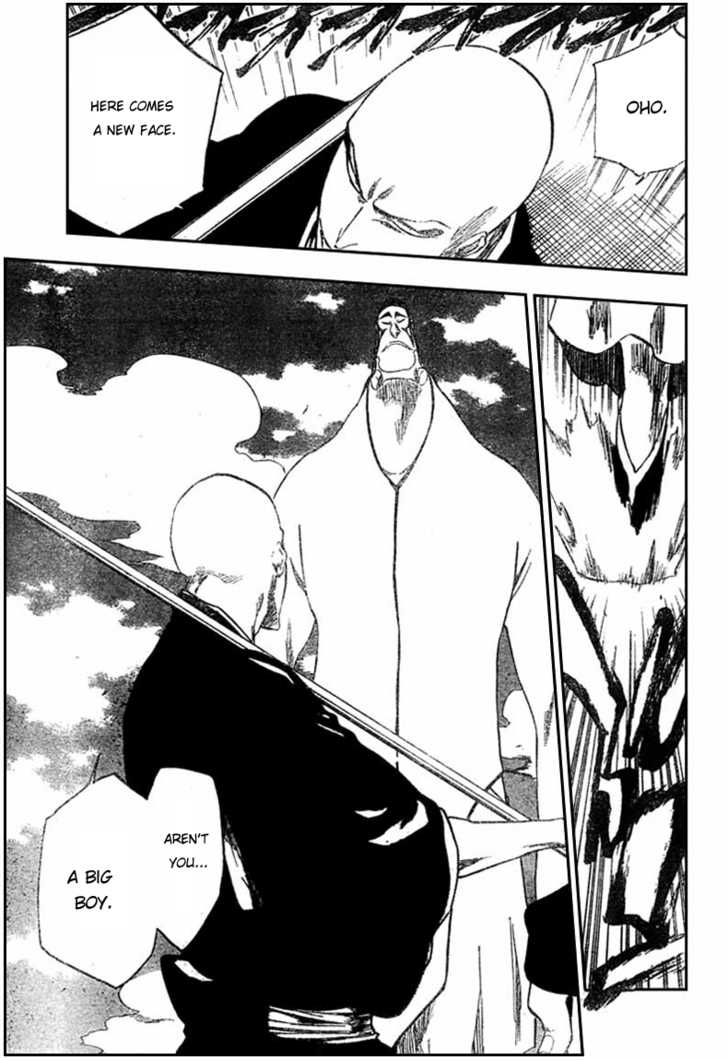 OHO.
HERE COMES
A NEW FACE.
AREN'T
YOU...
A BIG
BOY.